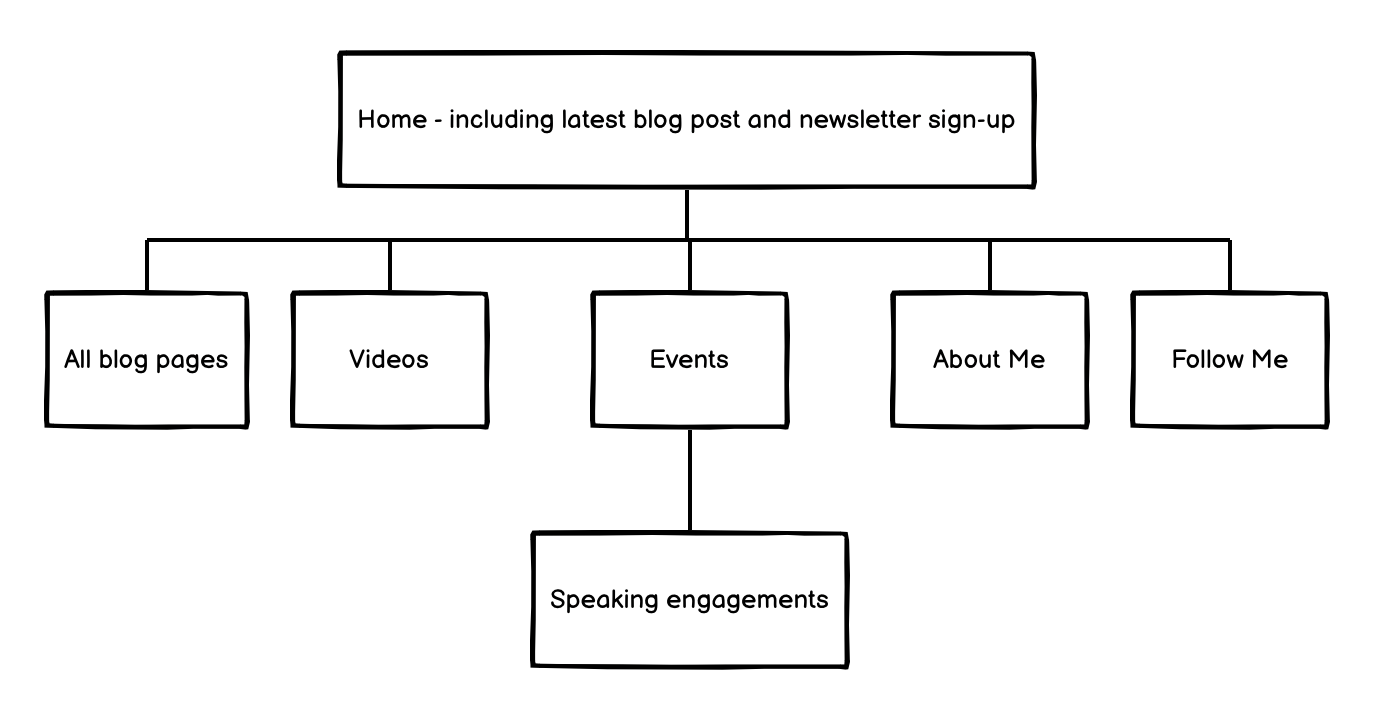 Home - including latest blog post and newsletter sign-up
All blog pages
Videos
Events
About Me
Follow Me
Speaking engagements